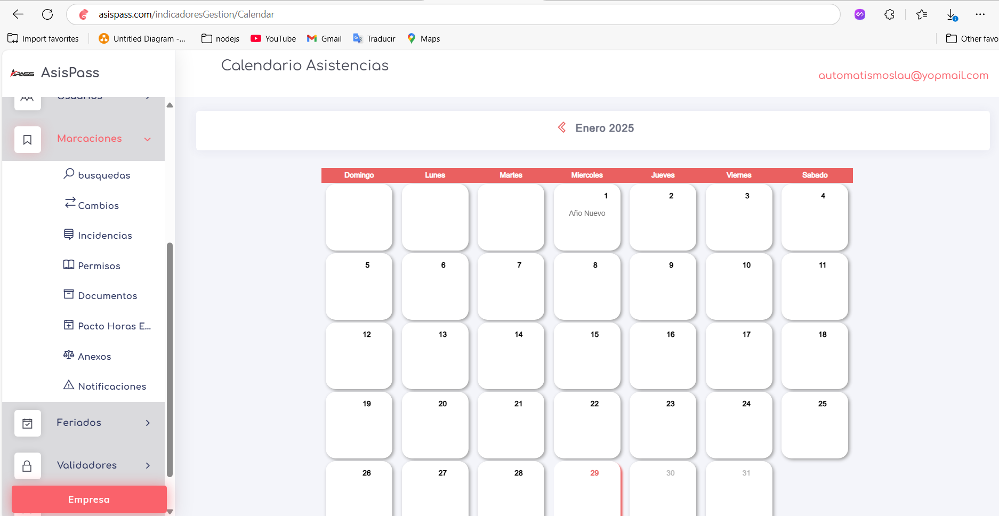 asispass.com/indicadoresGestion/Calendar
Import favorites
Untitled Diagram -...
nodejs
YouTube
Gmail
Traducir
Maps
Other favo
APASS AsisPass
Calendario Asistencias
automatismoslau@yopmail.com
Usuarios
Marcaciones
busquedas
Cambios
Incidencias
Permisos
Documentos
Pacto Horas E...
Anexos
Notificaciones
Feriados
Validadores
Empresa
Enero 2025
Domingo Lunes Martes Miercoles Jueves Viernes Sabado
1 2 3 4
Año Nuevo
5 6 7 8 9 10 11
12 13 14 15 16 17 18
19 20 21 22 23 24 25
26 27 28 29 30 31